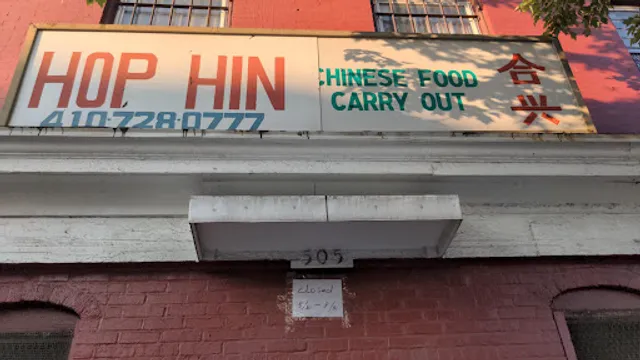 HOP HIN
410-728-0777
CHINESE FOOD
CARRY OUT
合
兴
505
closed